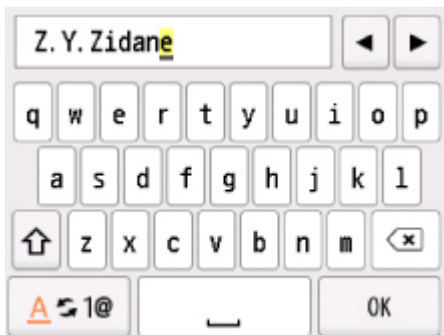 Z. Y. Zidane
q w e r t y u i o p
a s d f g h j k l
z x c v b n m
A 1@ OK